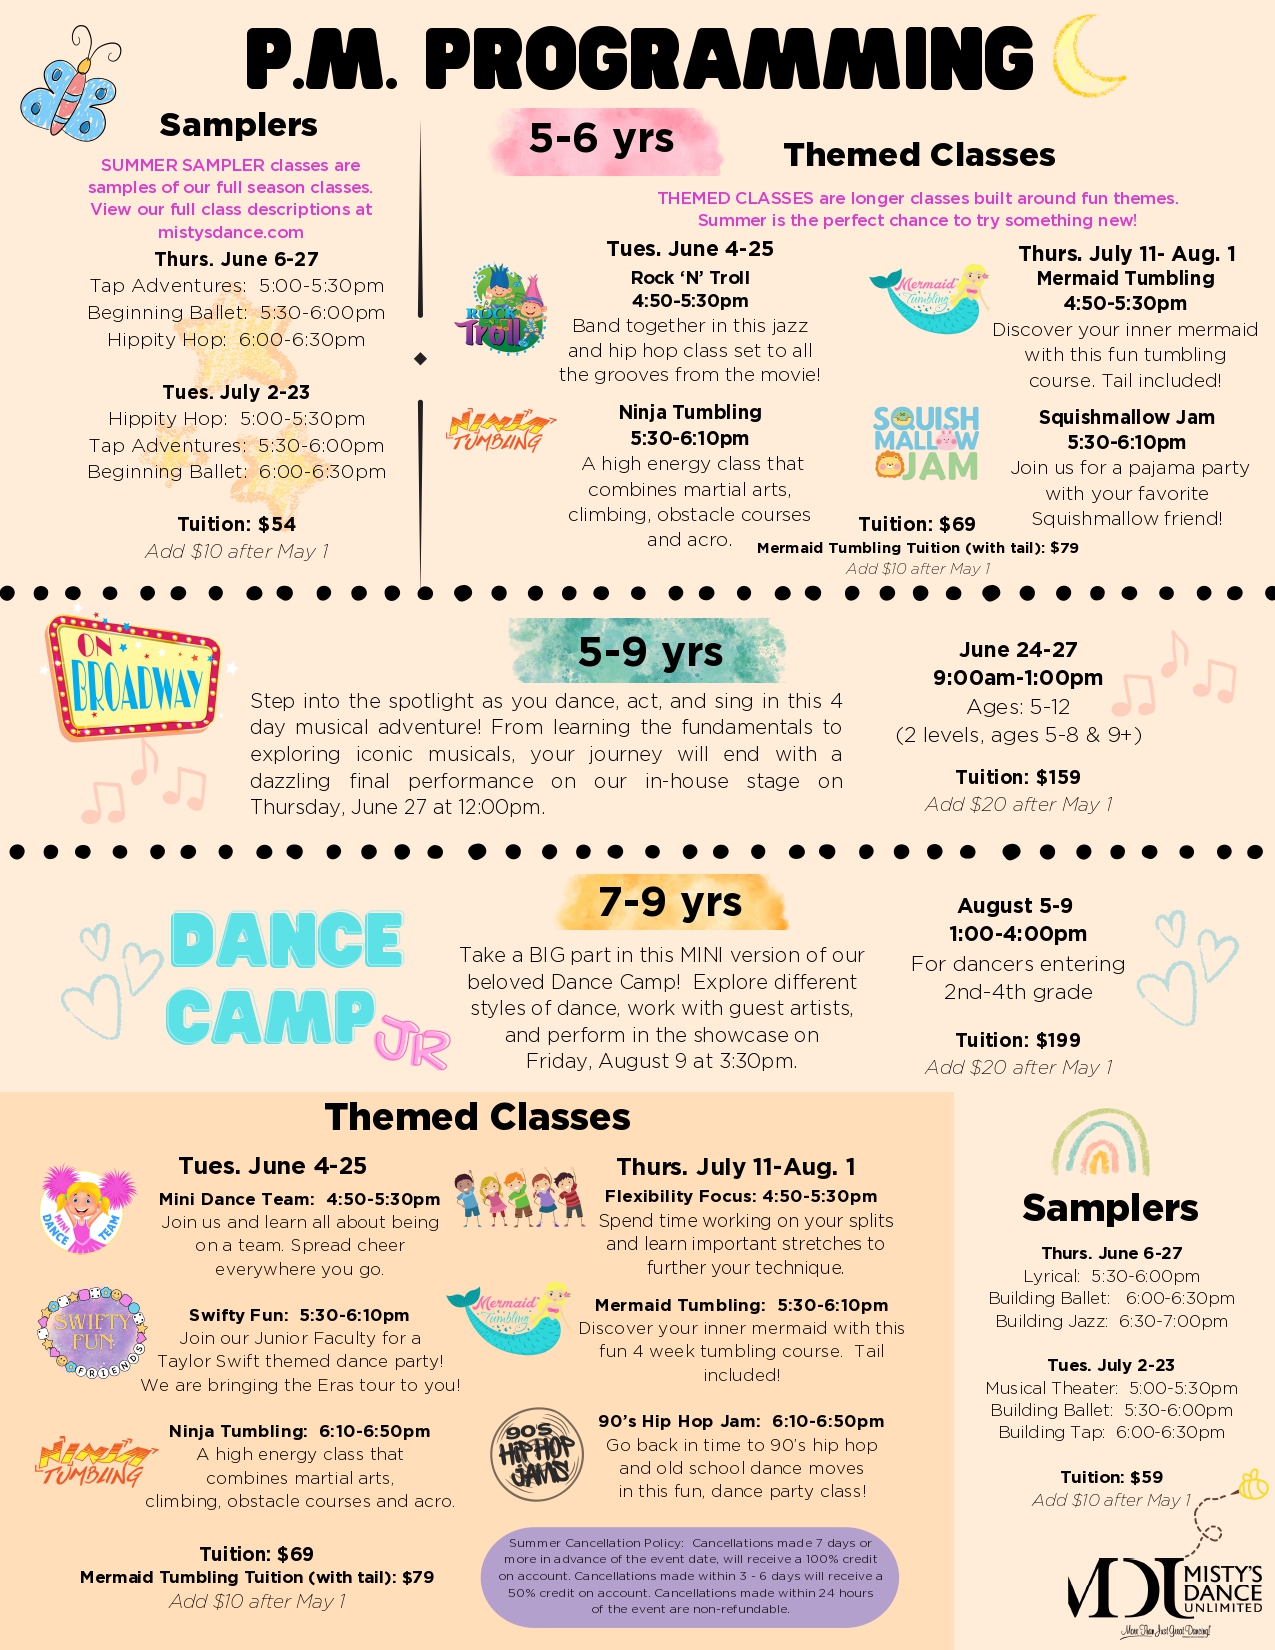 P.M. PROGRAMMING
Samplers
SUMMER SAMPLER classes are
samples of our full season classes.
View our full class descriptions at
mistysdance.com
Thurs. June 6-27
Tap Adventures: 5:00-5:30pm
Beginning Ballet: 5:30-6:00pm
Hippity Hop: 6:00-6:30pm
Tues. July 2-23
Hippity Hop: 5:00-5:30pm
Tap Adventures: 5:30-6:00pm
Beginning Ballet: 6:00-6:30pm
Tuition: $54
Add $10 after May 1
5-6 yrs
Themed Classes
THEMED CLASSES are longer classes built around fun themes.
Summer is the perfect chance to try something new!
Tues. June 4-25
ROCK
'N'
Troll
Rock ‘N’ Troll
4:50-5:30pm
Band together in this jazz
and hip hop class set to all
the grooves from the movie!
NINJA
TUMBLING
Ninja Tumbling
5:30-6:10pm
A high energy class that
combines martial arts,
climbing, obstacle courses
and acro.
Thurs. July 11- Aug. 1
Mermaid
Tumbling
Mermaid Tumbling
4:50-5:30pm
Discover your inner mermaid
with this fun tumbling
course. Tail included!
SQUISH
MALLOW
JAM
Squishmallow Jam
5:30-6:10pm
Join us for a pajama party
with your favorite
Squishmallow friend!
Tuition: $69
Mermaid Tumbling Tuition (with tail): $79
Add $10 after May 1
ON
BROADWAY
5-9 yrs
Step into the spotlight as you dance, act, and sing in this 4
day musical adventure! From learning the fundamentals to
exploring iconic musicals, your journey will end with a
dazzling final performance on our in-house stage on
Thursday, June 27 at 12:00pm.
June 24-27
9:00am-1:00pm
Ages: 5-12
(2 levels, ages 5-8 & 9+)
Tuition: $159
Add $20 after May 1
DANCE
CAMP
JR
7-9 yrs
Take a BIG part in this MINI version of our
beloved Dance Camp! Explore different
styles of dance, work with guest artists,
and perform in the showcase on
Friday, August 9 at 3:30pm.
August 5-9
1:00-4:00pm
For dancers entering
2nd-4th grade
Tuition: $199
Add $20 after May 1
Themed Classes
Tues. June 4-25
MINI
DANCE
TEAM
Mini Dance Team: 4:50-5:30pm
Join us and learn all about being
on a team. Spread cheer
everywhere you go.
SWIFTY
FUN
FRIENDS
Swifty Fun: 5:30-6:10pm
Join our Junior Faculty for a
Taylor Swift themed dance party!
We are bringing the Eras tour to you!
NINJA
TUMBLING
Ninja Tumbling: 6:10-6:50pm
A high energy class that
combines martial arts,
climbing, obstacle courses and acro.
Tuition: $69
Mermaid Tumbling Tuition (with tail): $79
Add $10 after May 1
Thurs. July 11-Aug. 1
Flexibility Focus: 4:50-5:30pm
Spend time working on your splits
and learn important stretches to
further your technique.
Mermaid
Tumbling
Mermaid Tumbling: 5:30-6:10pm
Discover your inner mermaid with this
fun 4 week tumbling course. Tail
included!
90'S
HIP HOP
JAMS
90’s Hip Hop Jam: 6:10-6:50pm
Go back in time to 90’s hip hop
and old school dance moves
in this fun, dance party class!
Summer Cancellation Policy: Cancellations made 7 days or
more in advance of the event date, will receive a 100% credit
on account. Cancellations made within 3 - 6 days will receive a
50% credit on account. Cancellations made within 24 hours
of the event are non-refundable.
Samplers
Thurs. June 6-27
Lyrical: 5:30-6:00pm
Building Ballet: 6:00-6:30pm
Building Jazz: 6:30-7:00pm
Tues. July 2-23
Musical Theater: 5:00-5:30pm
Building Ballet: 5:30-6:00pm
Building Tap: 6:00-6:30pm
Tuition: $59
Add $10 after May 1
MDU
MISTY'S
DANCE
UNLIMITED
More Than Just Great Dancing!